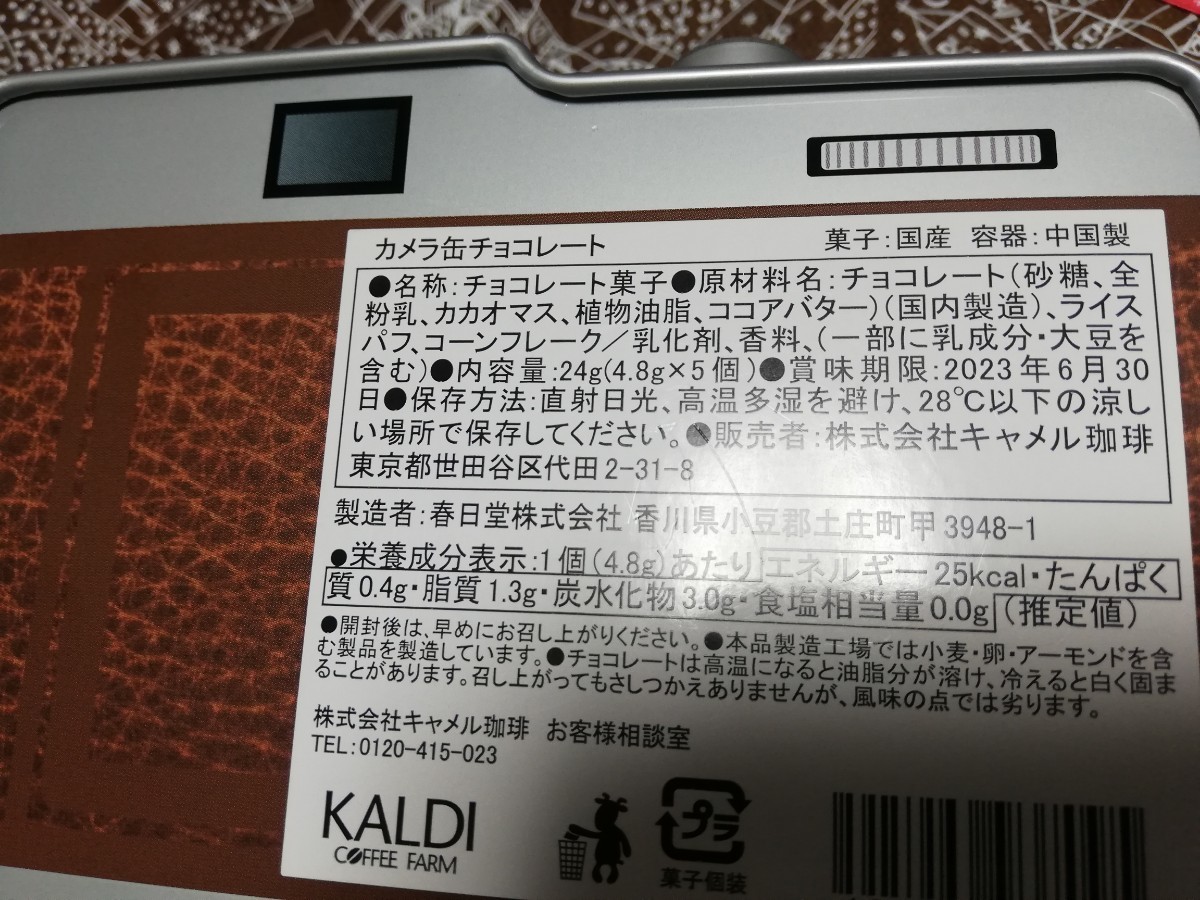 カメラ缶チョコレート 菓子:国産 容器:中国製
●名称:チョコレート菓子●原材料名:チョコレート(砂糖、全
粉乳、カカオマス、植物油脂、ココアバター)(国内製造)、ライス
パフ、コーンフレーク/乳化剤、香料、(一部に乳成分・大豆を
含む)●内容量:24g(4.8g×5個)●賞味期限:2023年6月30
日●保存方法:直射日光、高温多湿を避け、28℃以下の涼し
い場所で保存してください。●販売者:株式会社キャメル珈琲
東京都世田谷区代田2-31-8
製造者:春日堂株式会社 香川県小豆郡土庄町甲3948-1
●栄養成分表示:1個(4.8g)あたり エネルギー25kcal・たんぱく
質0.4g・脂質1.3g・炭水化物3.0g・食塩相当量0.0g(推定値)
●開封後は、早めにお召し上がりください。●本品製造工場では小麦・卵・アーモンドを含
む製品を製造しています。●チョコレートは高温になると油脂分が溶け、冷えると白く固ま
ることがあります。召し上がってもさしつかえありませんが、風味の点では劣ります。
株式会社キャメル珈琲 お客様相談室
TEL:0120-415-023
KALDI
COFFEE FARM
プラ
菓子個装